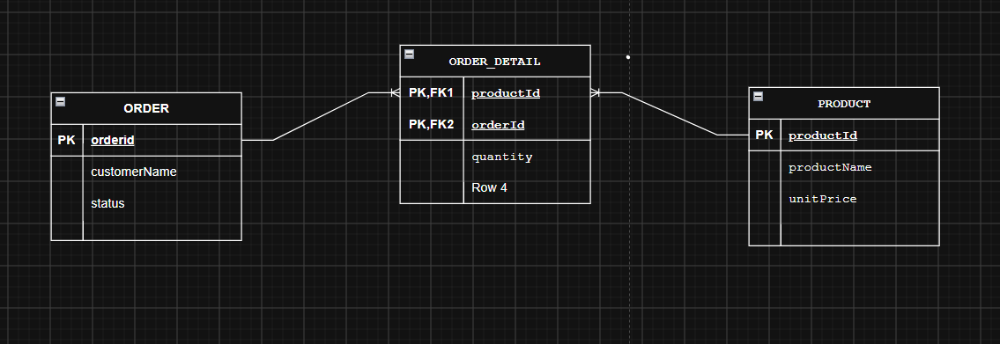 ORDER
PK orderid
customerName
status
ORDER_DETAIL
PK,FK1 productId
PK,FK2 orderId
quantity
Row 4
PRODUCT
PK productId
productName
unitPrice